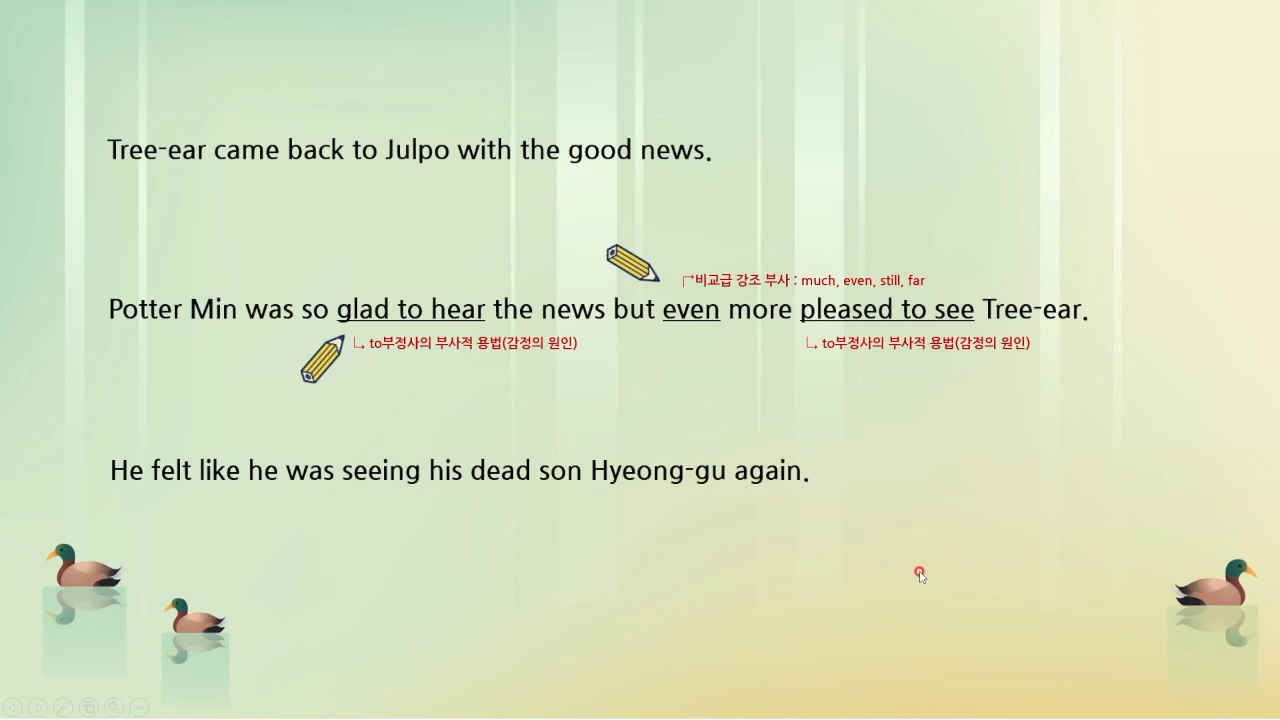 Tree-ear came back to Julpo with the good news.
┌→비교급 강조 부사 : much, even, still, far
Potter Min was so glad to hear the news but even more pleased to see Tree-ear.
└→ to부정사의 부사적 용법(감정의 원인)
└→ to부정사의 부사적 용법(감정의 원인)
He felt like he was seeing his dead son Hyeong-gu again.